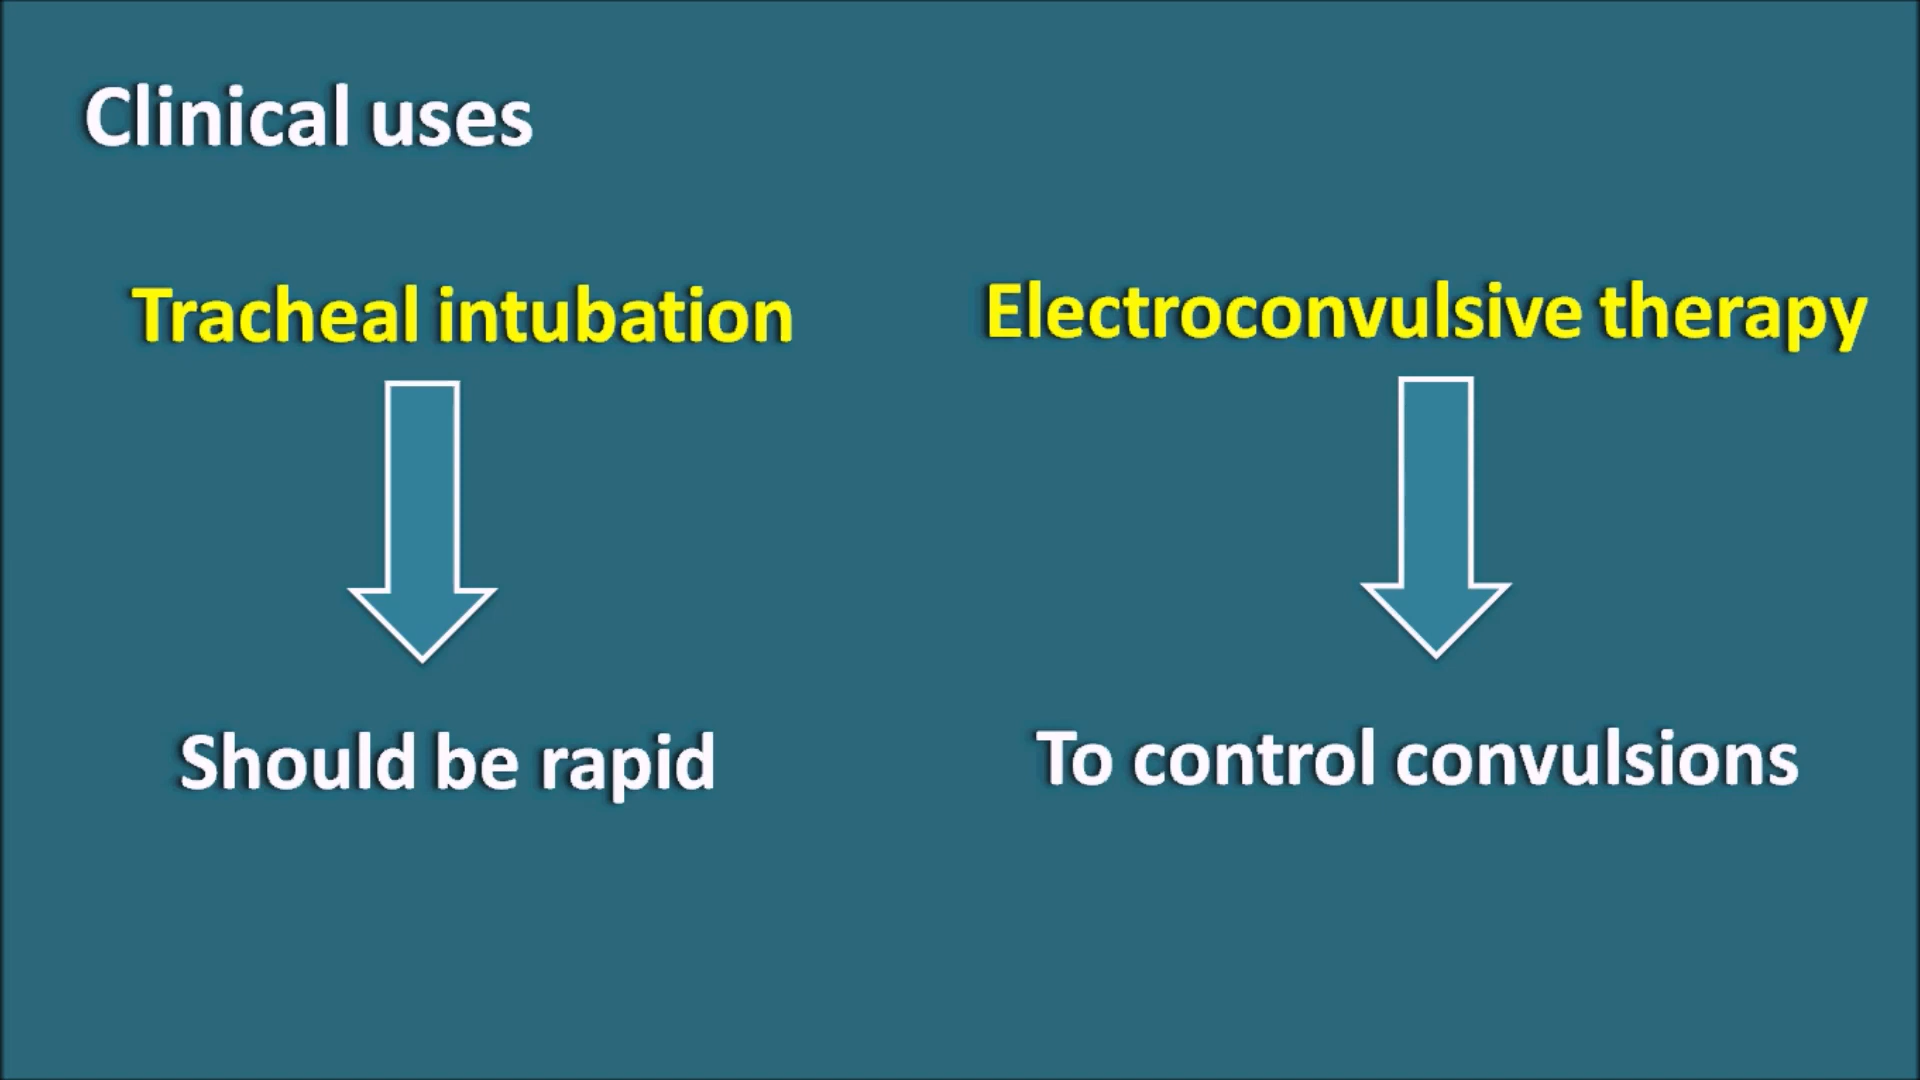 Clinical uses
Tracheal intubation
Electroconvulsive therapy
Should be rapid
To control convulsions